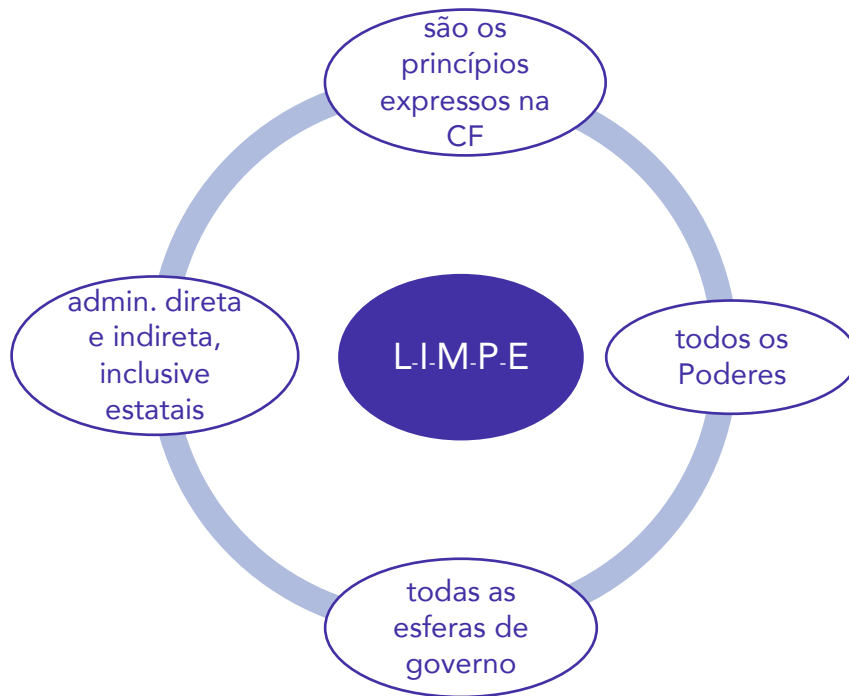 são os
princípios
expressos na
CF
admin. direta
e indireta,
inclusive
estatais
L-I-M-P-E
todos os
Poderes
todas as
esferas de
governo